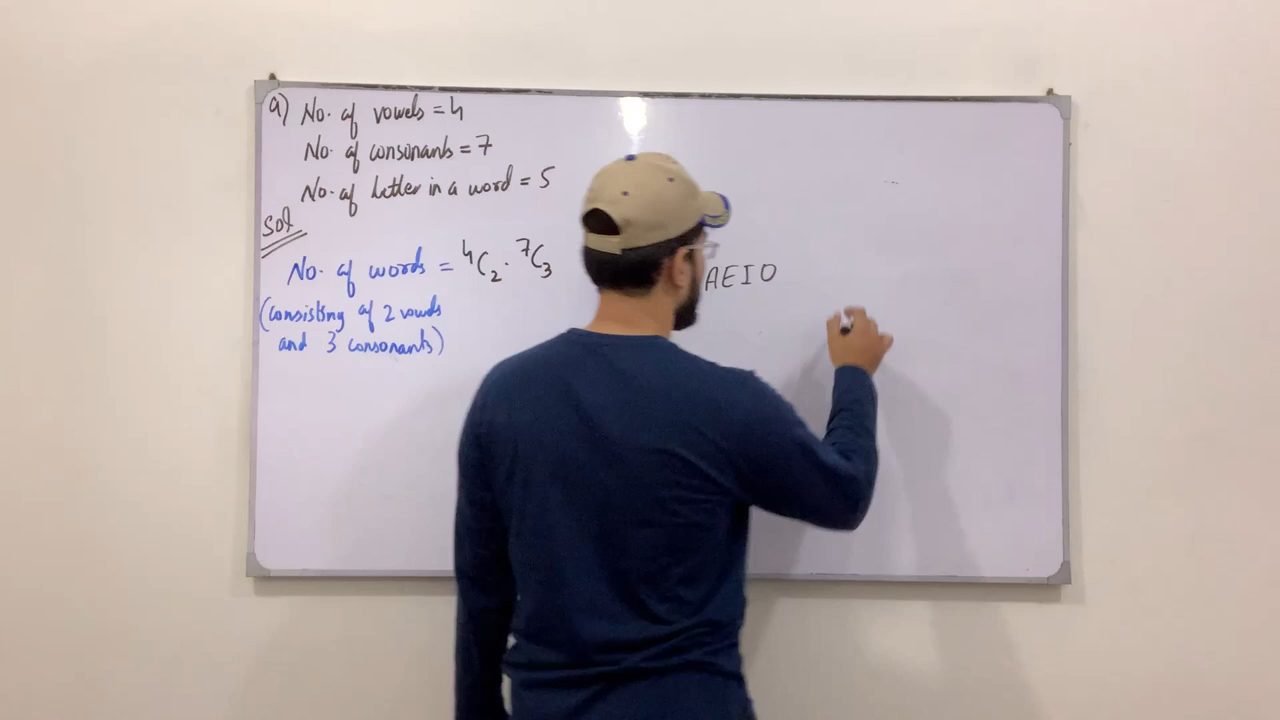 a) No. of vowels = 4
No. of consonants = 7
No. of letter in a word = 5
Sol
No. of words = ⁴C₂ . ⁷C₃
(consisting of 2 vowels
and 3 consonants)
AEIO